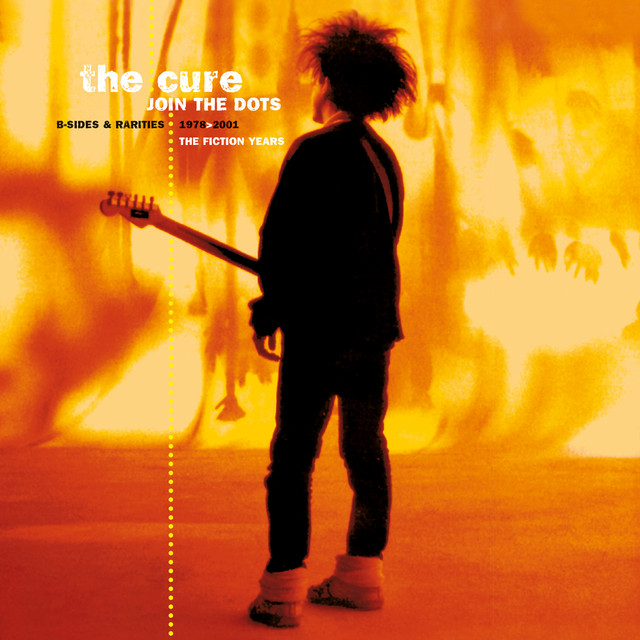 the cure
JOIN THE DOTS
B-SIDES & RARITIES 1978>2001
THE FICTION YEARS